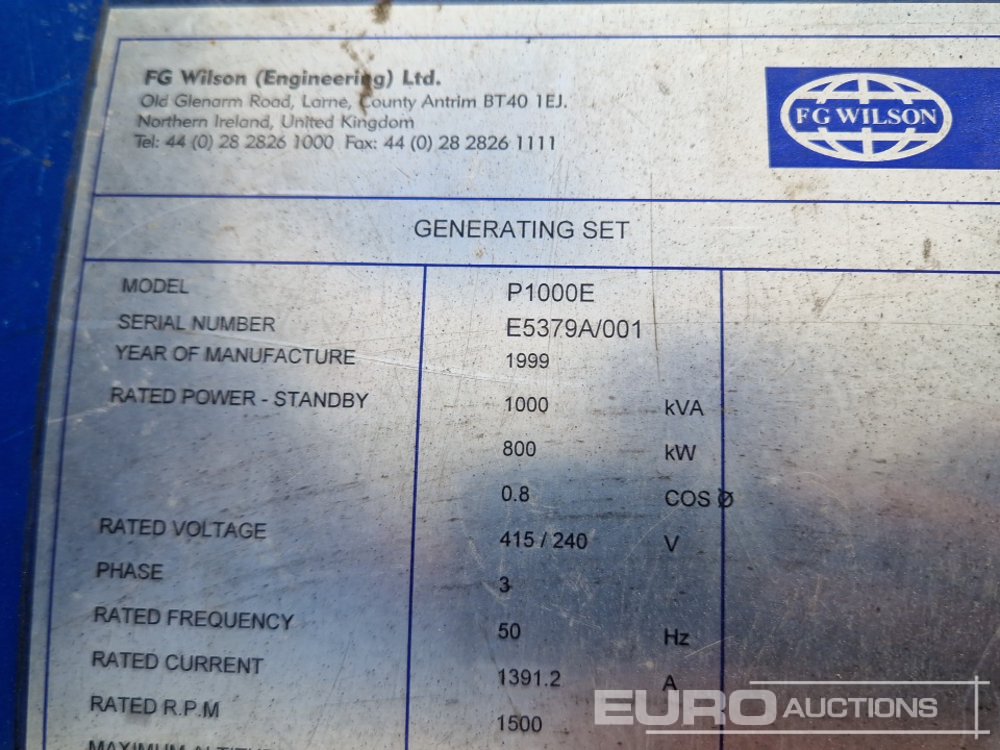 FG Wilson (Engineering) Ltd.
Old Glenarm Road, Larne, County Antrim BT40 1EJ.
Northern Ireland, United Kingdom
Tel: 44 (0) 28 2826 1000 Fax: 44 (0) 28 2826 1111
FG WILSON
GENERATING SET
MODEL P1000E
SERIAL NUMBER E5379A/001
YEAR OF MANUFACTURE 1999
RATED POWER - STANDBY 1000 kVA
800 kW
0.8 COS Ø
RATED VOLTAGE 415 / 240 V
PHASE 3
RATED FREQUENCY 50 Hz
RATED CURRENT 1391.2 A
RATED R.P.M 1500
MAXIMUM
EURO AUCTIONS